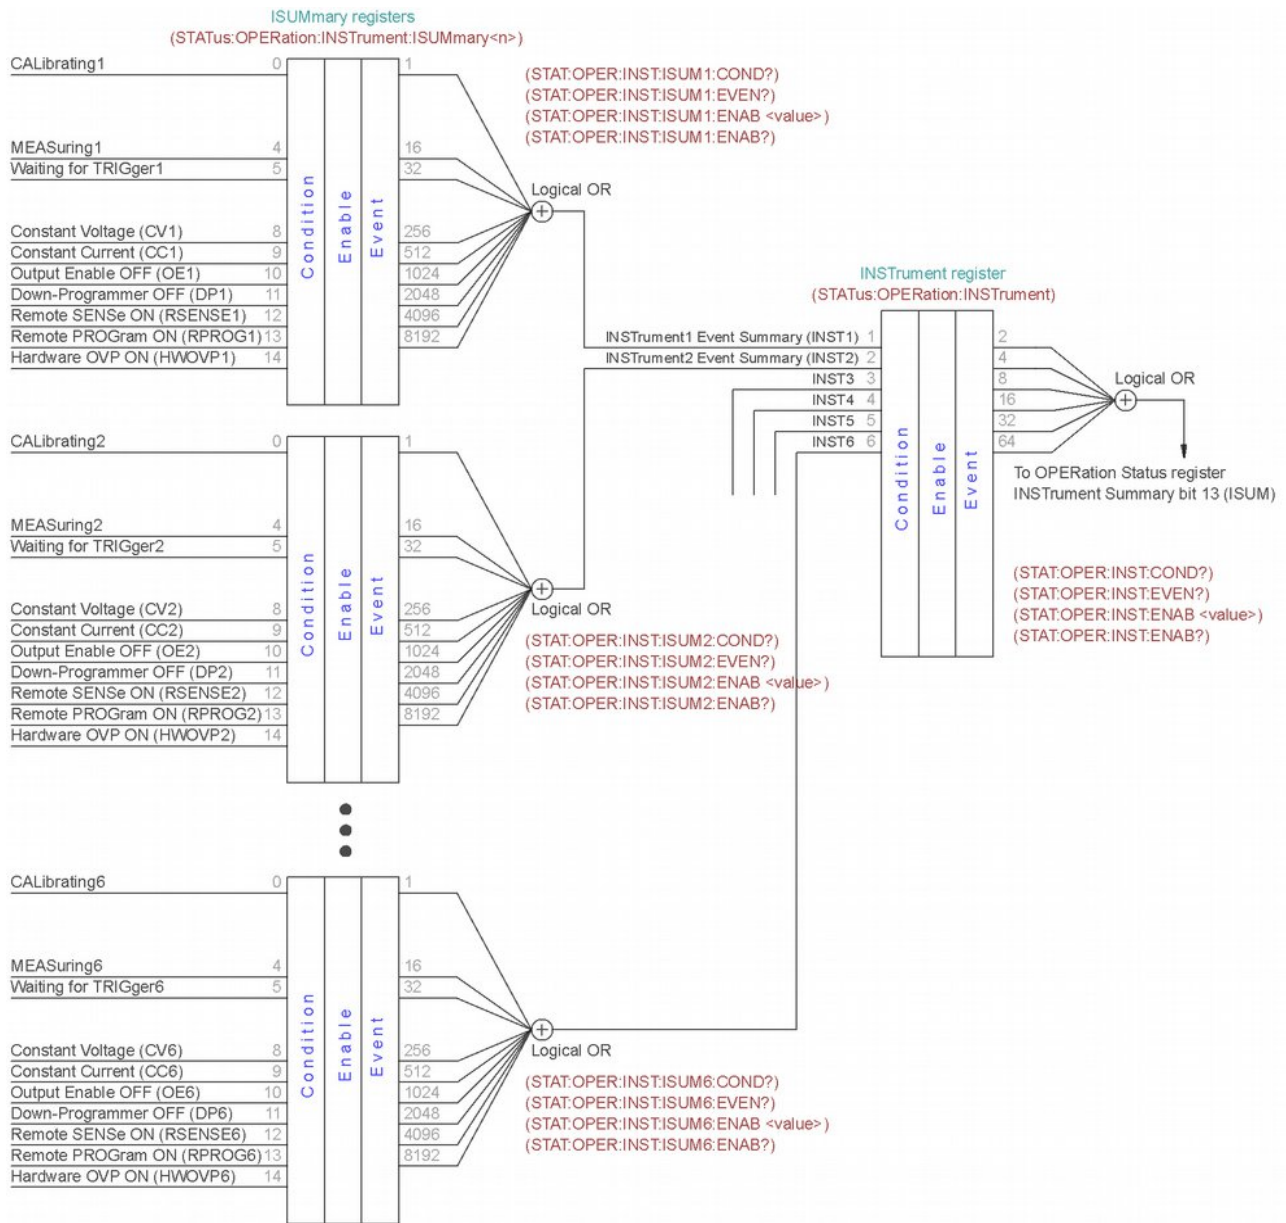 ISUMmary registers
(STATus:OPERation:INSTrument:ISUMmary<n>)
CALibrating1 0 1
(STAT:OPER:INST:ISUM1:COND?)
(STAT:OPER:INST:ISUM1:EVEN?)
(STAT:OPER:INST:ISUM1:ENAB <value>)
(STAT:OPER:INST:ISUM1:ENAB?)
MEASuring1 4 16
Waiting for TRIGger1 5 32
Logical OR
Constant Voltage (CV1) 8 256
Constant Current (CC1) 9 512
Output Enable OFF (OE1) 10 1024
Down-Programmer OFF (DP1) 11 2048
Remote SENSe ON (RSENSE1) 12 4096
Remote PROGram ON (RPROG1) 13 8192
Hardware OVP ON (HWOVP1) 14
Condition
Enable
Event
INSTrument register
(STATus:OPERation:INSTrument)
INSTrument1 Event Summary (INST1) 1 2
INSTrument2 Event Summary (INST2) 2 4
INST3 3 8
INST4 4 16
INST5 5 32
INST6 6 64
Logical OR
Condition
Enable
Event
To OPERation Status register
INSTrument Summary bit 13 (ISUM)
(STAT:OPER:INST:COND?)
(STAT:OPER:INST:EVEN?)
(STAT:OPER:INST:ENAB <value>)
(STAT:OPER:INST:ENAB?)
CALibrating2 0 1
MEASuring2 4 16
Waiting for TRIGger2 5 32
Constant Voltage (CV2) 8 256
Constant Current (CC2) 9 512
Output Enable OFF (OE2) 10 1024
Down-Programmer OFF (DP2) 11 2048
Remote SENSe ON (RSENSE2) 12 4096
Remote PROGram ON (RPROG2) 13 8192
Hardware OVP ON (HWOVP2) 14
Condition
Enable
Event
Logical OR
(STAT:OPER:INST:ISUM2:COND?)
(STAT:OPER:INST:ISUM2:EVEN?)
(STAT:OPER:INST:ISUM2:ENAB <value>)
(STAT:OPER:INST:ISUM2:ENAB?)
CALibrating6 0 1
MEASuring6 4 16
Waiting for TRIGger6 5 32
Constant Voltage (CV6) 8 256
Constant Current (CC6) 9 512
Output Enable OFF (OE6) 10 1024
Down-Programmer OFF (DP6) 11 2048
Remote SENSe ON (RSENSE6) 12 4096
Remote PROGram ON (RPROG6) 13 8192
Hardware OVP ON (HWOVP6) 14
Condition
Enable
Event
Logical OR
(STAT:OPER:INST:ISUM6:COND?)
(STAT:OPER:INST:ISUM6:EVEN?)
(STAT:OPER:INST:ISUM6:ENAB <value>)
(STAT:OPER:INST:ISUM6:ENAB?)